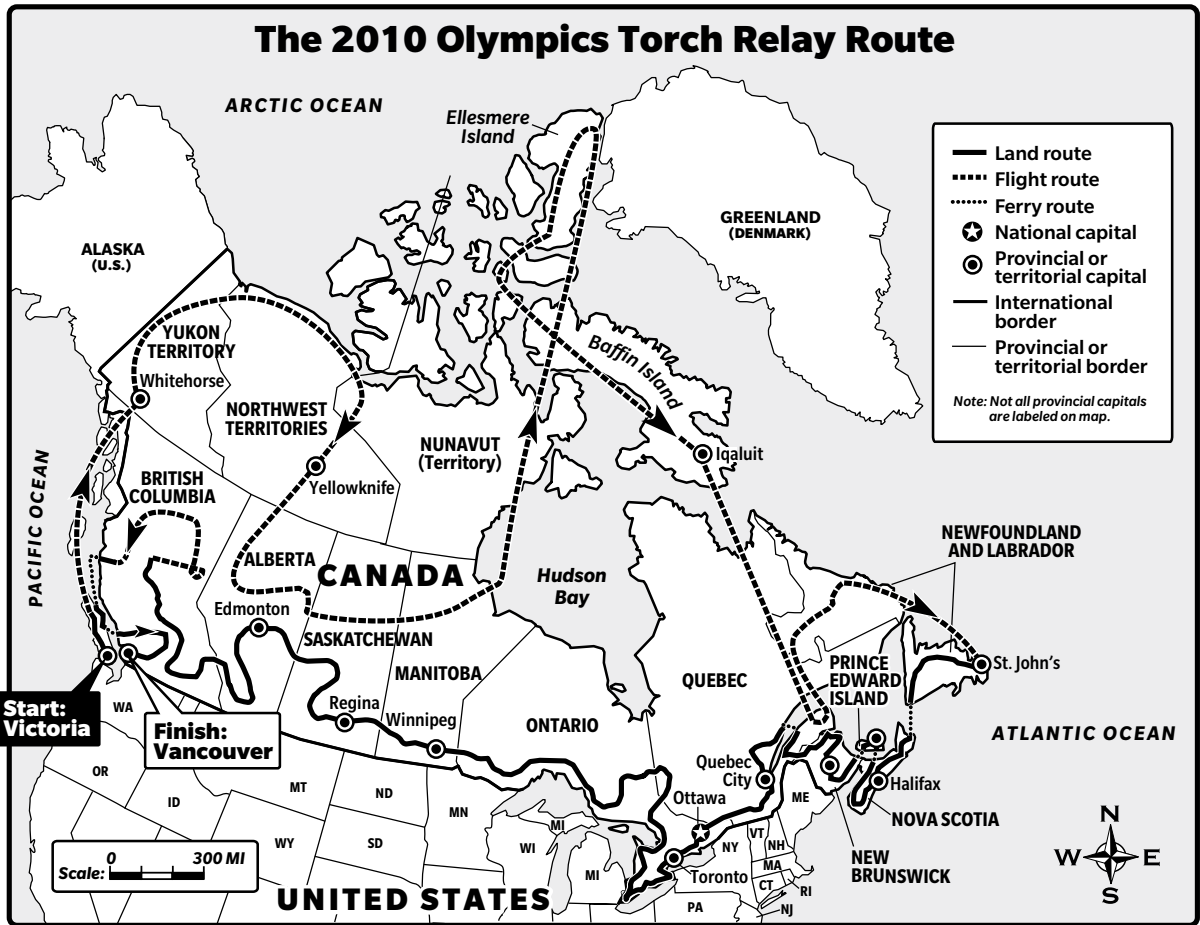 The 2010 Olympics Torch Relay Route
ARCTIC OCEAN
Ellesmere
Island
GREENLAND
(DENMARK)
ALASKA
(U.S.)
Land route
Flight route
Ferry route
National capital
Provincial or
territorial capital
International
border
Provincial or
territorial border
Note: Not all provincial capitals
are labeled on map.
YUKON
TERRITORY
Whitehorse
NORTHWEST
TERRITORIES
Baffin Island
NUNAVUT
(Territory)
Iqaluit
Yellowknife
BRITISH
COLUMBIA
PACIFIC OCEAN
ALBERTA
CANADA
Hudson
Bay
NEWFOUNDLAND
AND LABRADOR
Edmonton
SASKATCHEWAN
MANITOBA
QUEBEC
PRINCE
EDWARD
ISLAND
St. John's
Start:
Victoria
WA
Finish:
Vancouver
Regina
Winnipeg
ONTARIO
ATLANTIC OCEAN
Quebec
City
Halifax
Ottawa
ME
NOVA SCOTIA
OR
ID
MT
ND
MN
WY
SD
WI
MI
MI
NY
VT
NH
MA
CT
RI
NJ
PA
Toronto
NEW
BRUNSWICK
Scale:
0
300 MI
UNITED STATES
N
W
E
S